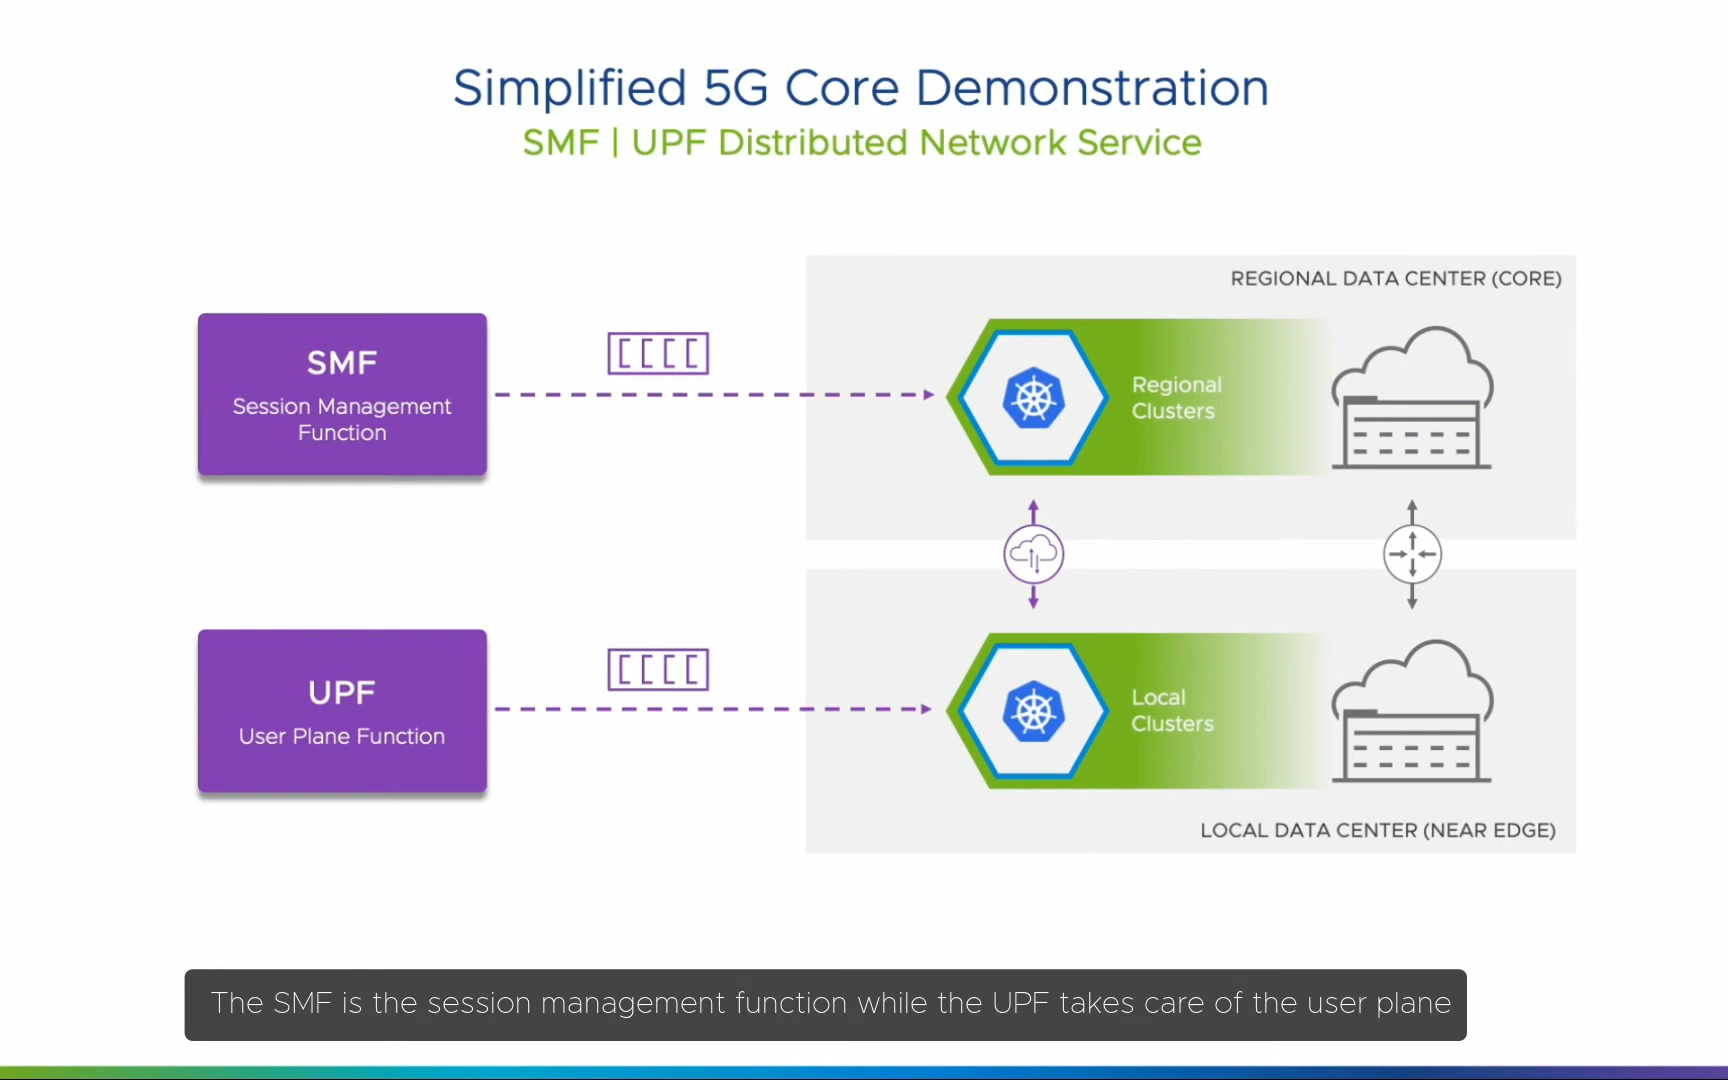 Simplified 5G Core Demonstration
SMF | UPF Distributed Network Service
REGIONAL DATA CENTER (CORE)
SMF
Session Management
Function
Regional
Clusters
UPF
User Plane Function
Local
Clusters
LOCAL DATA CENTER (NEAR EDGE)
The SMF is the session management function while the UPF takes care of the user plane